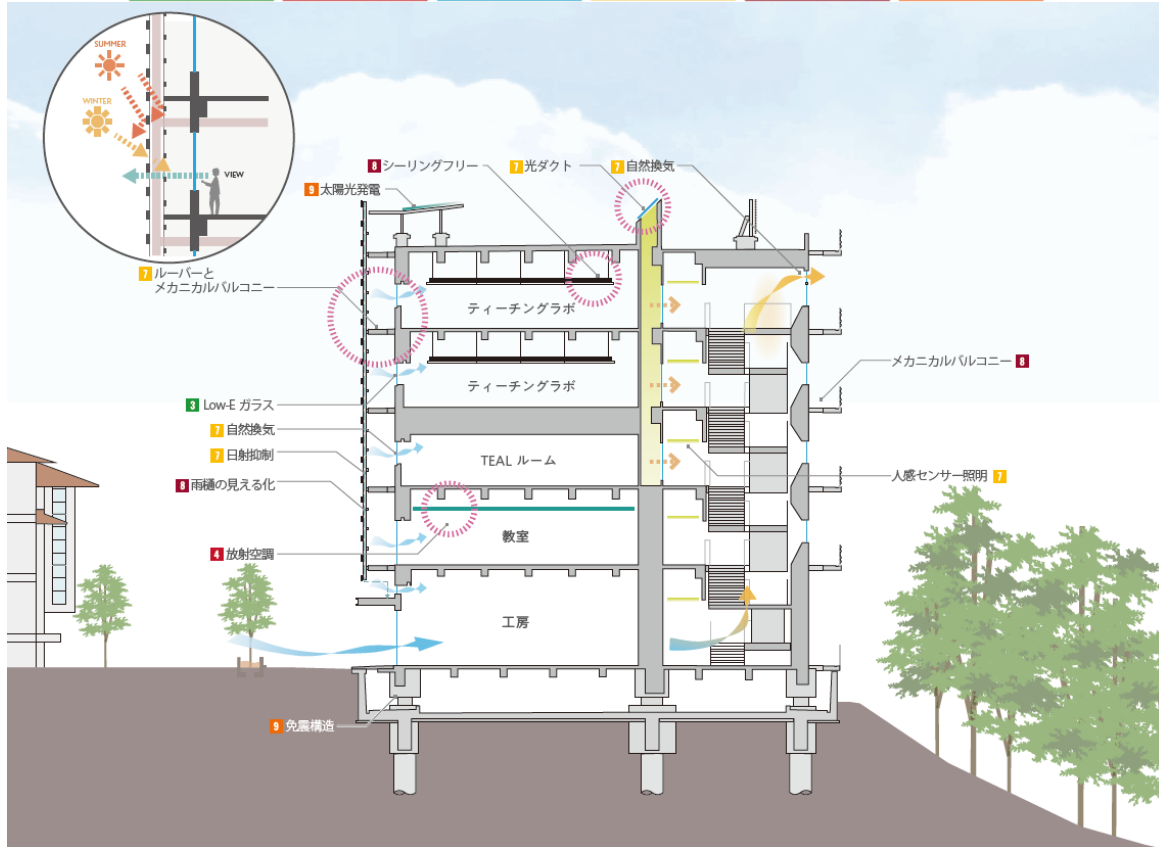 SUMMER
WINTER
VIEW
8 シーリングフリー
7 光ダクト
7 自然換気
9 太陽光発電
7 ルーバーと
メカニカルバルコニー
ティーチングラボ
ティーチングラボ
メカニカルバルコニー 8
3 Low-E ガラス
7 自然換気
7 日射抑制
TEAL ルーム
人感センサー照明 7
8 雨樋の見える化
教室
4 放射空調
工房
9 免震構造